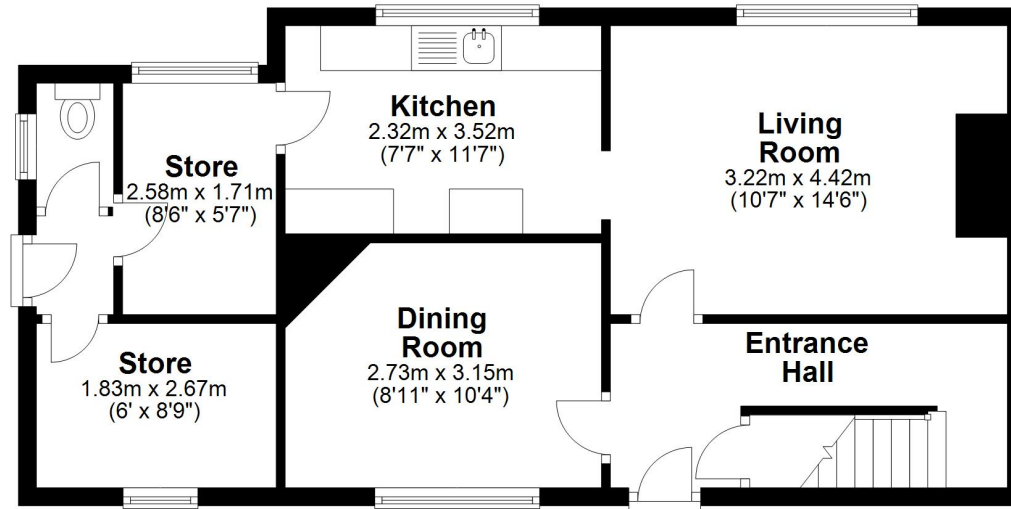 Kitchen
2.32m x 3.52m
(7'7" x 11'7")
Living
Room
3.22m x 4.42m
(10'7" x 14'6")
Store
2.58m x 1.71m
(8'6" x 5'7")
Dining
Room
2.73m x 3.15m
(8'11" x 10'4")
Entrance
Hall
Store
1.83m x 2.67m
(6' x 8'9")